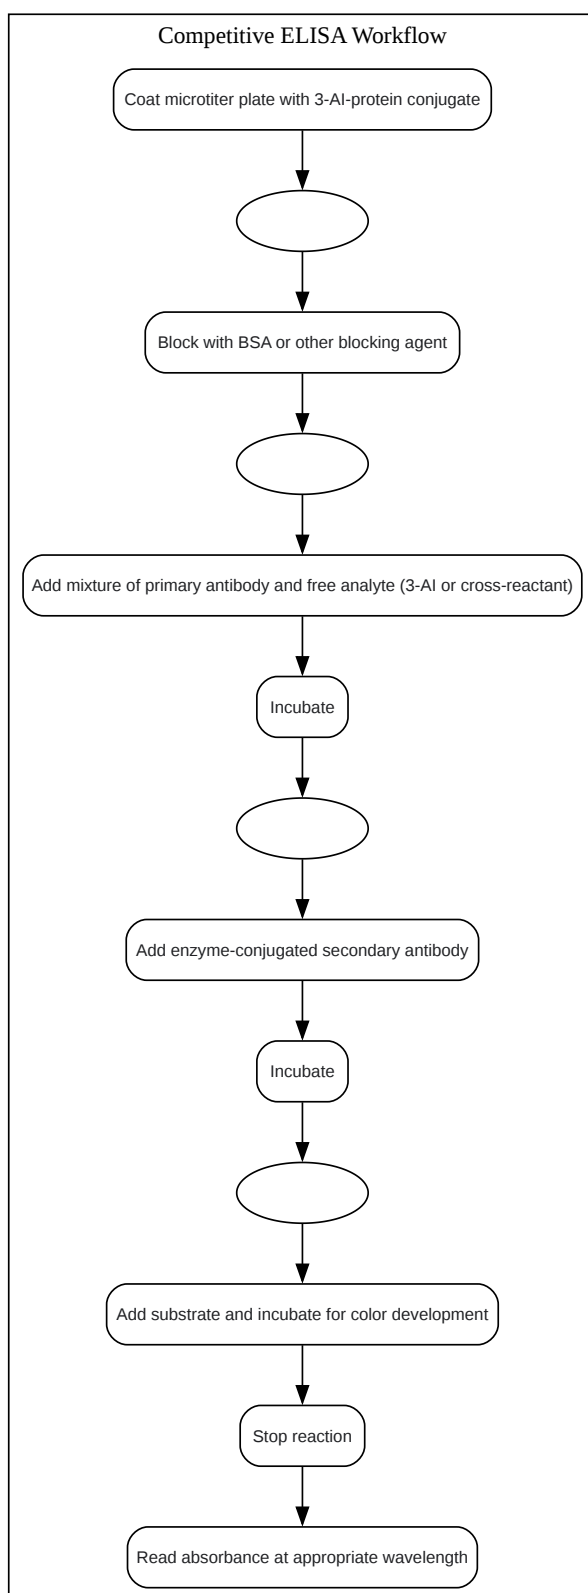 Competitive ELISA Workflow
Coat microtiter plate with 3-AI-protein conjugate
Block with BSA or other blocking agent
Add mixture of primary antibody and free analyte (3-AI or cross-reactant)
Incubate
Add enzyme-conjugated secondary antibody
Incubate
Add substrate and incubate for color development
Stop reaction
Read absorbance at appropriate wavelength